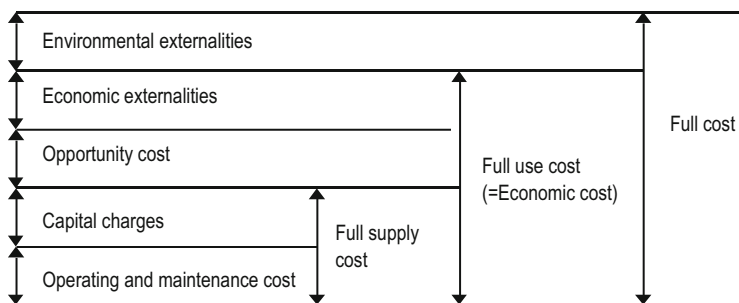 Environmental externalities
Economic externalities
Opportunity cost
Capital charges
Operating and maintenance cost
Full supply
cost
Full use cost
(=Economic cost)
Full cost